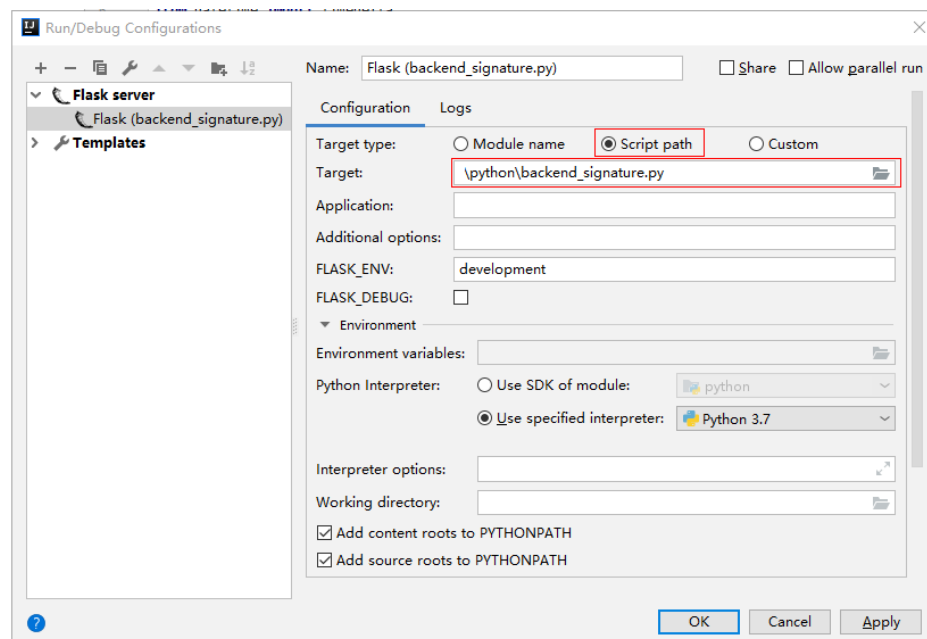 Run/Debug Configurations
Name: Flask (backend_signature.py) Share Allow parallel run
Flask server
Flask (backend_signature.py)
Templates
Configuration Logs
Target type: Module name Script path Custom
Target: \python\backend_signature.py
Application:
Additional options:
FLASK_ENV: development
FLASK_DEBUG:
Environment
Environment variables:
Python Interpreter: Use SDK of module: python
Use specified interpreter: Python 3.7
Interpreter options:
Working directory:
Add content roots to PYTHONPATH
Add source roots to PYTHONPATH
? OK Cancel Apply